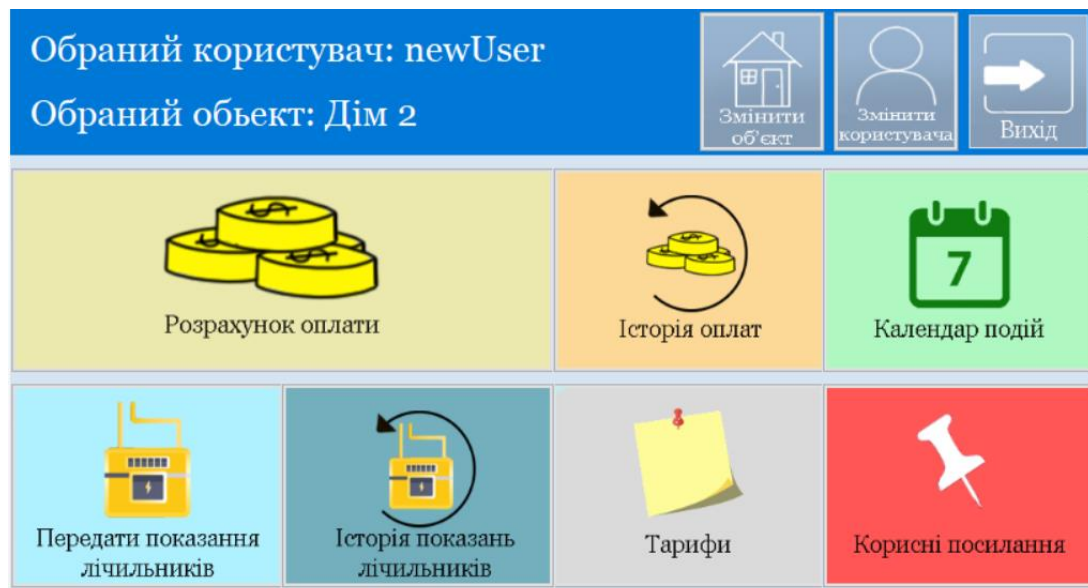 Обраний користувач: newUser
Обраний обьект: Дім 2
Змінити
об'єкт
Змінити
користувача
Вихід
Розрахунок оплати
Історія оплат
7
Календар подій
Передати показання
лічильників
Історія показань
лічильників
Тарифи
Корисні посилання